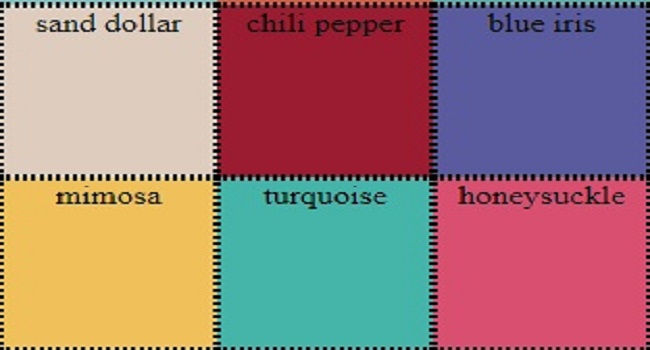 sand dollar
chili pepper
blue iris
mimosa
turquoise
honeysuckle